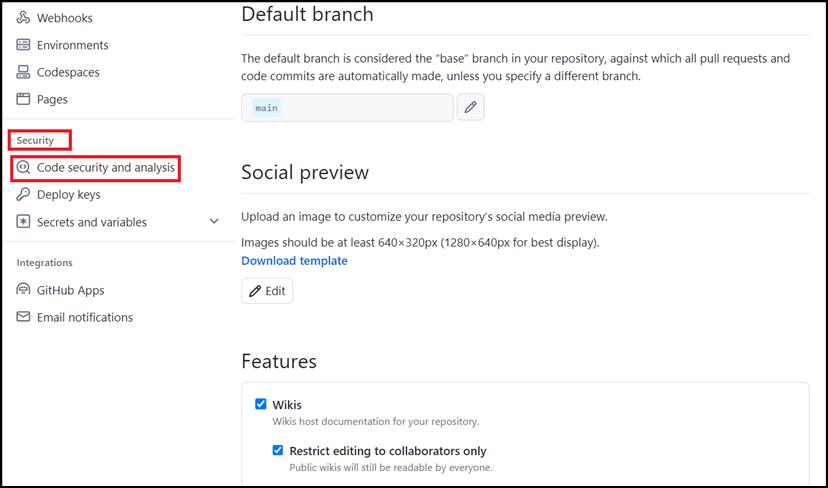 Webhooks
Environments
Codespaces
Pages
Security
Code security and analysis
Deploy keys
Secrets and variables
Integrations
GitHub Apps
Email notifications
Default branch
The default branch is considered the “base” branch in your repository, against which all pull requests and
code commits are automatically made, unless you specify a different branch.
main
Social preview
Upload an image to customize your repository’s social media preview.
Images should be at least 640×320px (1280×640px for best display).
Download template
Edit
Features
Wikis
Wikis host documentation for your repository.
Restrict editing to collaborators only
Public wikis will still be readable by everyone.